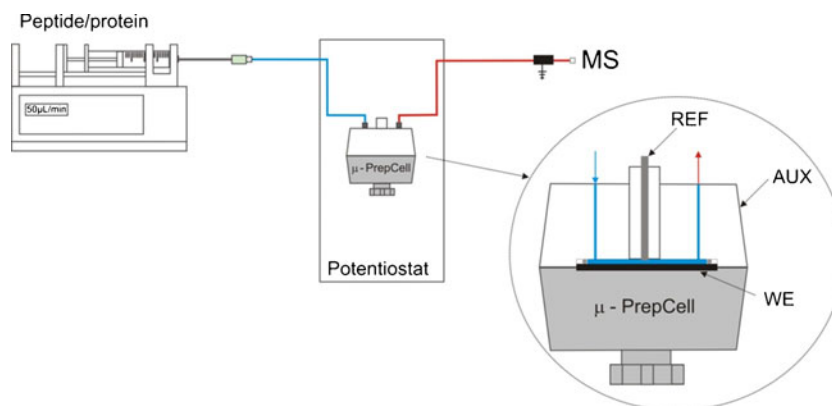 Peptide/protein
50µL/min
MS
µ - PrepCell
Potentiostat
REF
AUX
WE
µ - PrepCell